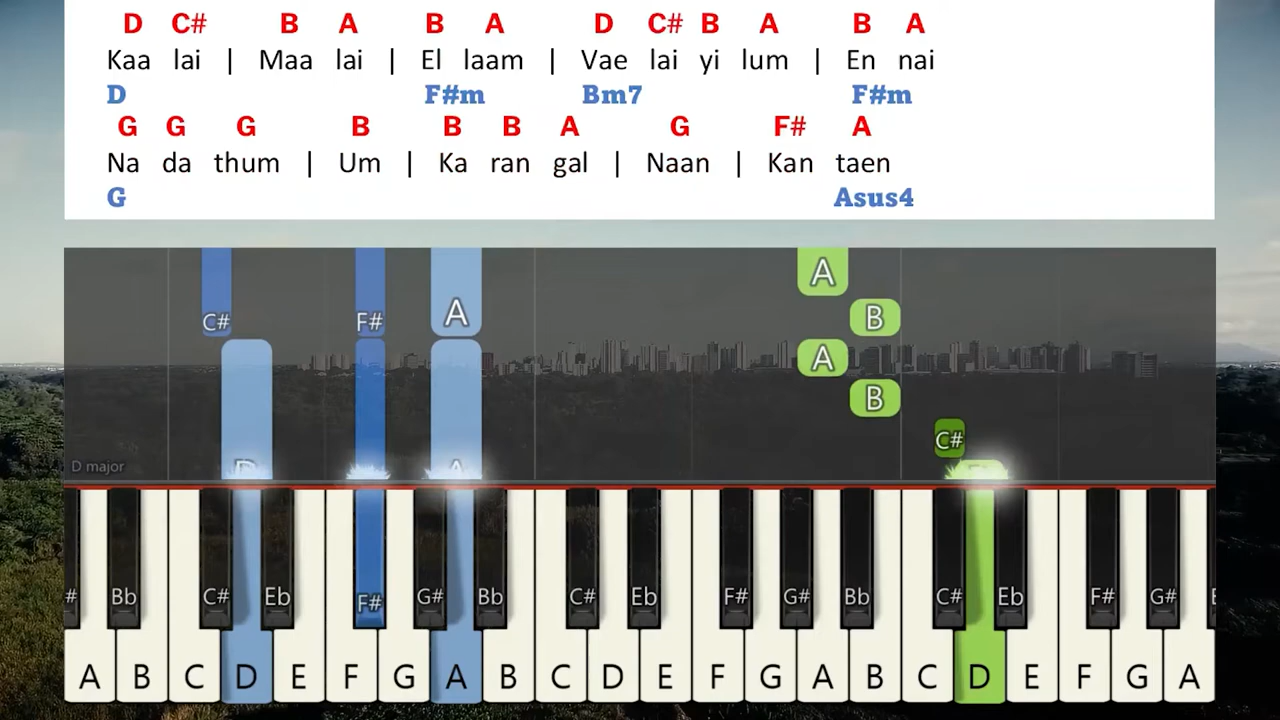 D C# B A B A D C# B A B A
Kaa lai | Maa lai | El laam | Vae lai yi lum | En nai
D F#m Bm7 F#m
G G G B B B A G F# A
Na da thum | Um | Ka ran gal | Naan | Kan taen
G Asus4
A
C# F# A B
A
B
C#
D major D A
# Bb C# Eb F# G# Bb C# Eb F# G# Bb C# Eb F# G#
A B C D E F G A B C D E F G A B C D E F G A